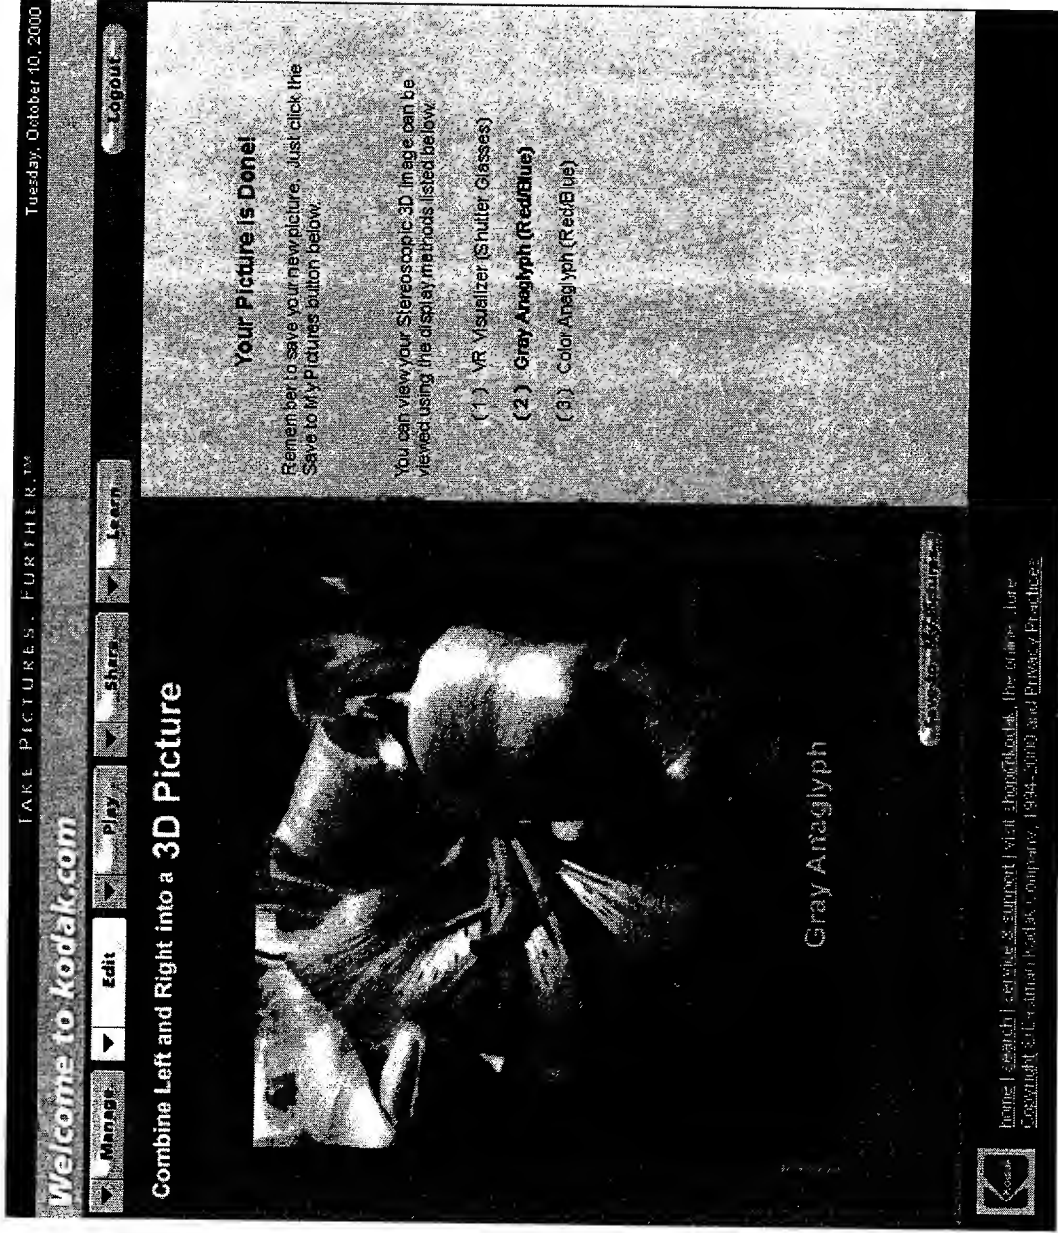 TAKE PICTURES. FURTHER.™
Tuesday, October 10, 2000
Welcome to kodak.com
Manage
Edit
Play
Share
Learn
Logout
Combine Left and Right into a 3D Picture
Gray Anaglyph
Your Picture is Done!
Remember to save your new picture. Just click the
Save to My Pictures button below.
You can view your Stereoscopic 3D Image can be
viewed using the display methods listed below.
(1) VR Visualizer (Shutter Glasses)
(2) Gray Anaglyph (Red/Blue)
(3) Color Anaglyph (Red/Blue)
home | search | service & support | visit shop@kodak, the online store
Copyright © Eastman Kodak Company, 1994-2000 and Privacy Practices